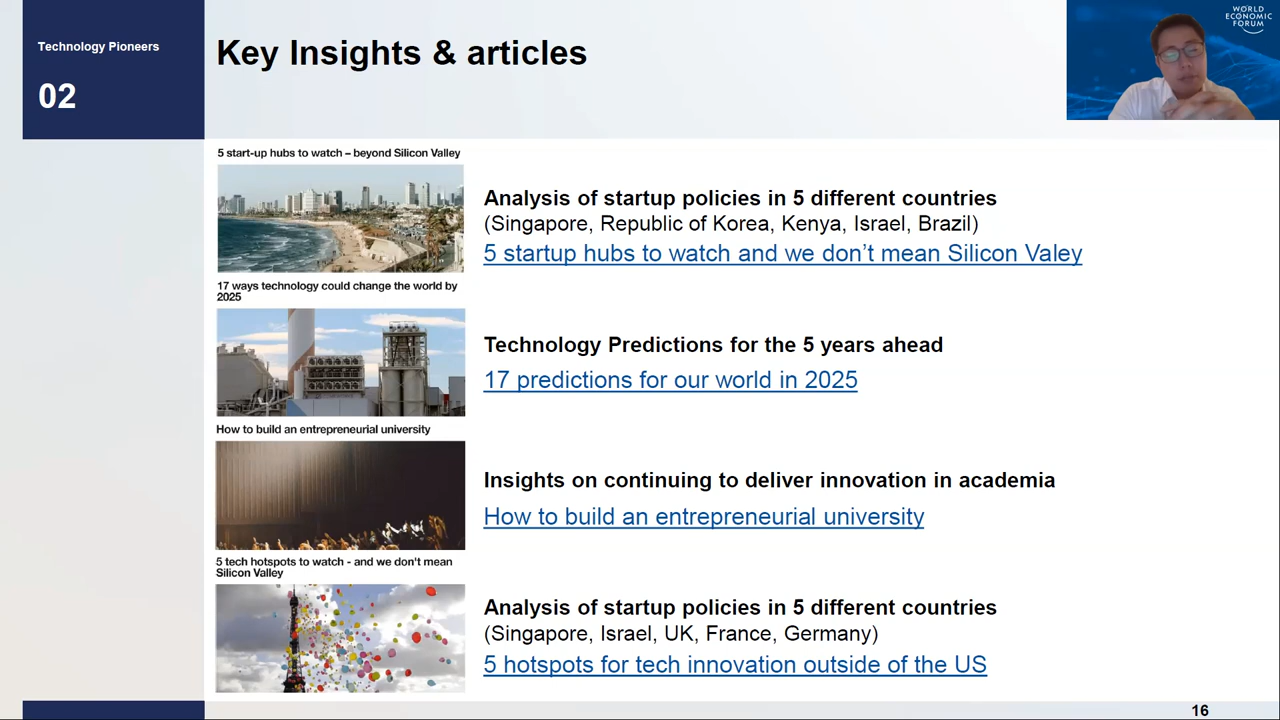 Technology Pioneers
02
Key Insights & articles
WORLD
ECONOMIC
FORUM
5 start-up hubs to watch – beyond Silicon Valley
Analysis of startup policies in 5 different countries
(Singapore, Republic of Korea, Kenya, Israel, Brazil)
5 startup hubs to watch and we don’t mean Silicon Valey
17 ways technology could change the world by
2025
Technology Predictions for the 5 years ahead
17 predictions for our world in 2025
How to build an entrepreneurial university
Insights on continuing to deliver innovation in academia
How to build an entrepreneurial university
5 tech hotspots to watch - and we don't mean
Silicon Valley
Analysis of startup policies in 5 different countries
(Singapore, Israel, UK, France, Germany)
5 hotspots for tech innovation outside of the US
16